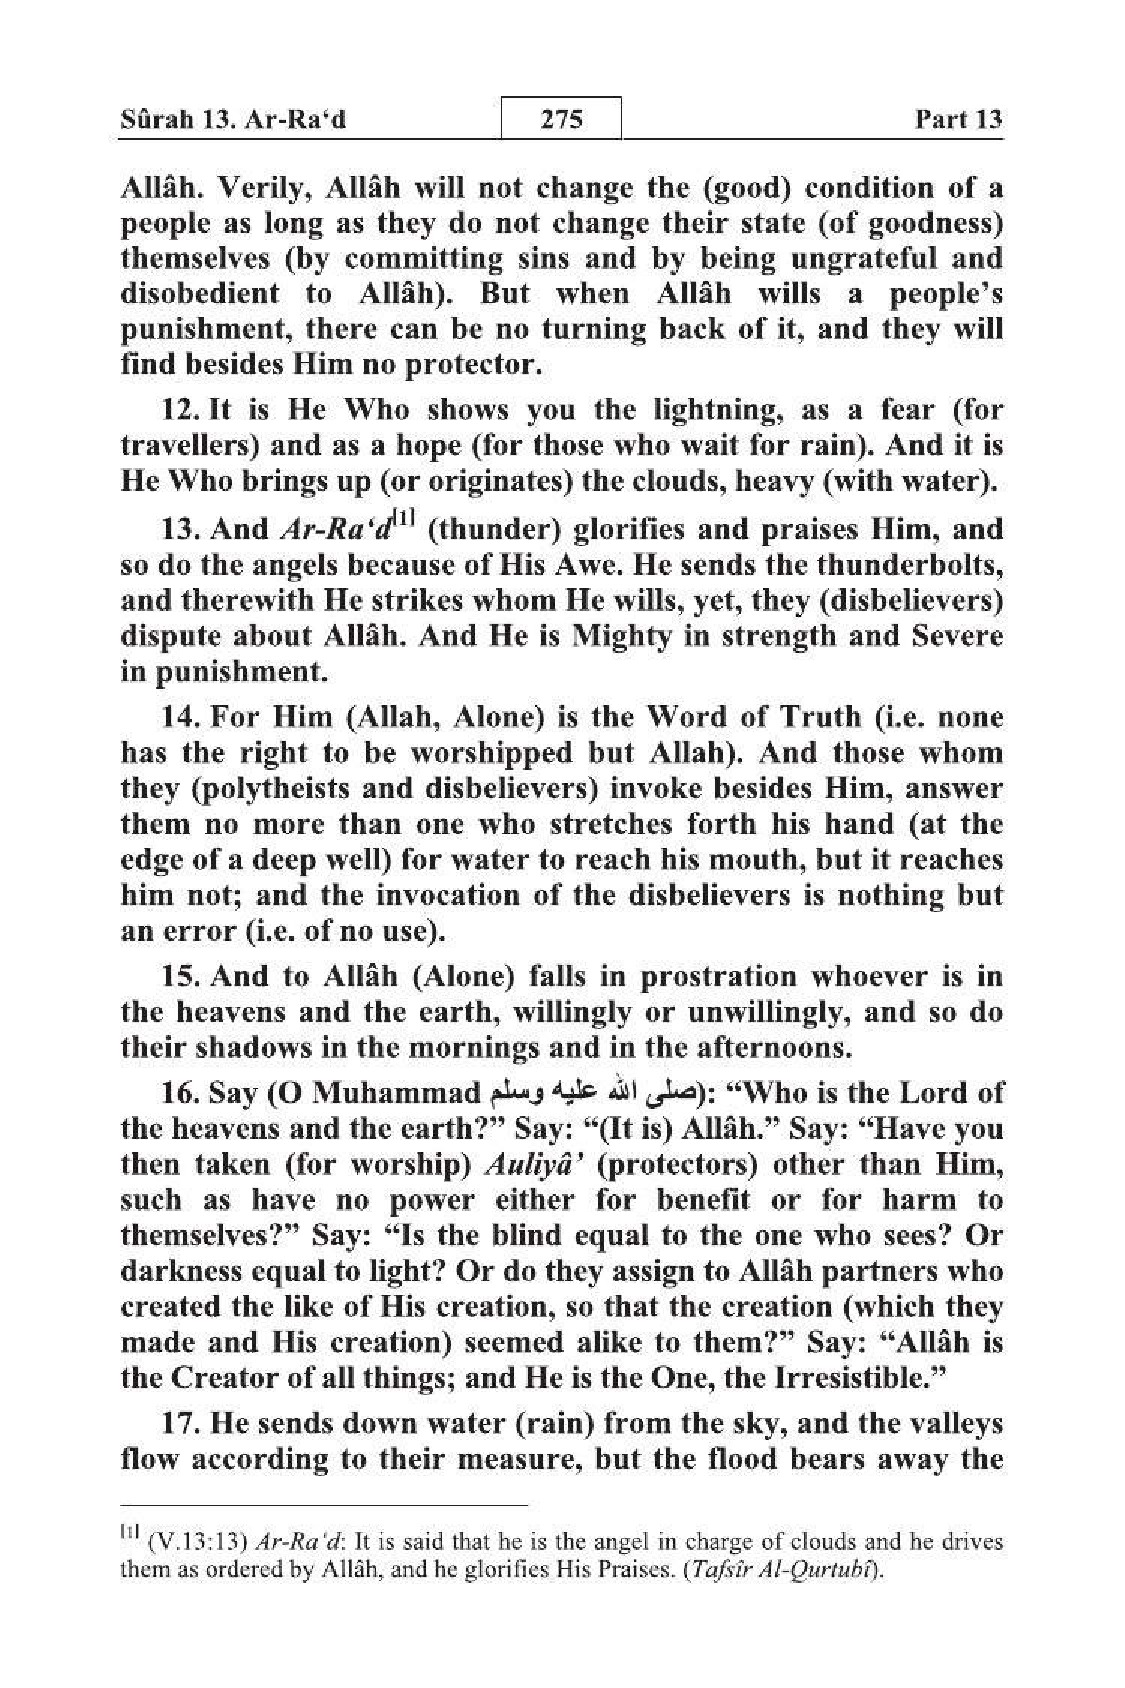 Sûrah 13. Ar-Ra‘d 275 Part 13
Allâh. Verily, Allâh will not change the (good) condition of a
people as long as they do not change their state (of goodness)
themselves (by committing sins and by being ungrateful and
disobedient to Allâh). But when Allâh wills a people’s
punishment, there can be no turning back of it, and they will
find besides Him no protector.
12. It is He Who shows you the lightning, as a fear (for
travellers) and as a hope (for those who wait for rain). And it is
He Who brings up (or originates) the clouds, heavy (with water).
13. And Ar-Ra‘d[1] (thunder) glorifies and praises Him, and
so do the angels because of His Awe. He sends the thunderbolts,
and therewith He strikes whom He wills, yet, they (disbelievers)
dispute about Allâh. And He is Mighty in strength and Severe
in punishment.
14. For Him (Allah, Alone) is the Word of Truth (i.e. none
has the right to be worshipped but Allah). And those whom
they (polytheists and disbelievers) invoke besides Him, answer
them no more than one who stretches forth his hand (at the
edge of a deep well) for water to reach his mouth, but it reaches
him not; and the invocation of the disbelievers is nothing but
an error (i.e. of no use).
15. And to Allâh (Alone) falls in prostration whoever is in
the heavens and the earth, willingly or unwillingly, and so do
their shadows in the mornings and in the afternoons.
16. Say (O Muhammad صلى الله عليه وسلم): “Who is the Lord of
the heavens and the earth?” Say: “(It is) Allâh.” Say: “Have you
then taken (for worship) Auliyâ’ (protectors) other than Him,
such as have no power either for benefit or for harm to
themselves?” Say: “Is the blind equal to the one who sees? Or
darkness equal to light? Or do they assign to Allâh partners who
created the like of His creation, so that the creation (which they
made and His creation) seemed alike to them?” Say: “Allâh is
the Creator of all things; and He is the One, the Irresistible.”
17. He sends down water (rain) from the sky, and the valleys
flow according to their measure, but the flood bears away the
[1] (V.13:13) Ar-Ra‘d: It is said that he is the angel in charge of clouds and he drives
them as ordered by Allâh, and he glorifies His Praises. (Tafsîr Al-Qurtubî).